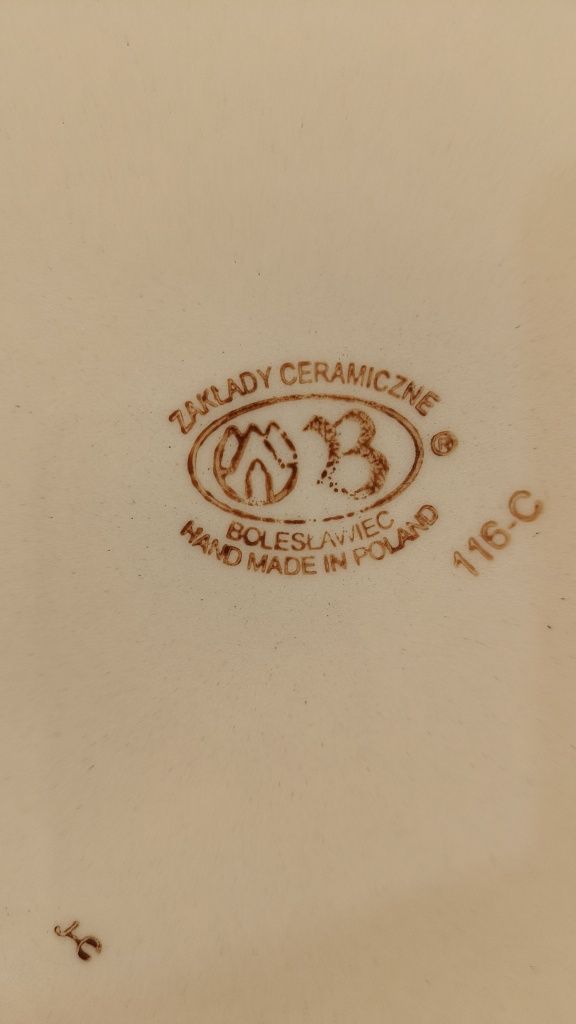 ZAKŁADY CERAMICZNE
B ®
BOLESŁAWIEC
HAND MADE IN POLAND
116-C